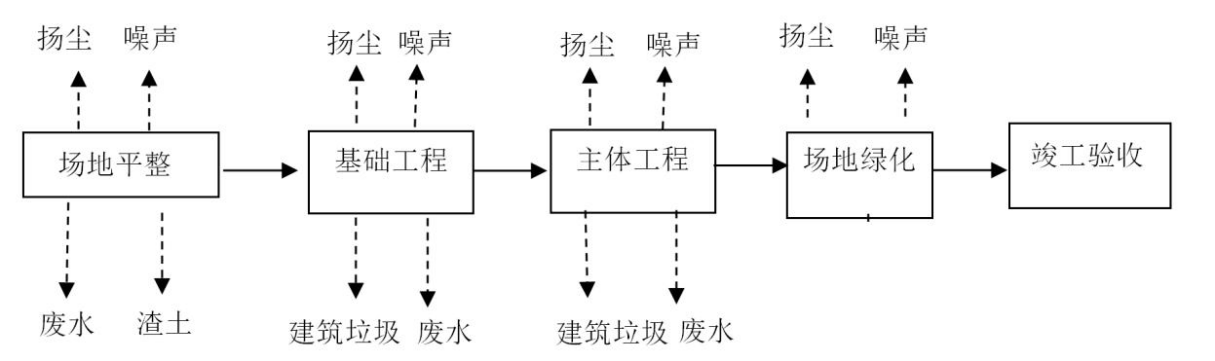 扬尘 噪声 扬尘 噪声 扬尘 噪声 扬尘 噪声
场地平整 基础工程 主体工程 场地绿化 竣工验收
废水 渣土 建筑垃圾 废水 建筑垃圾 废水